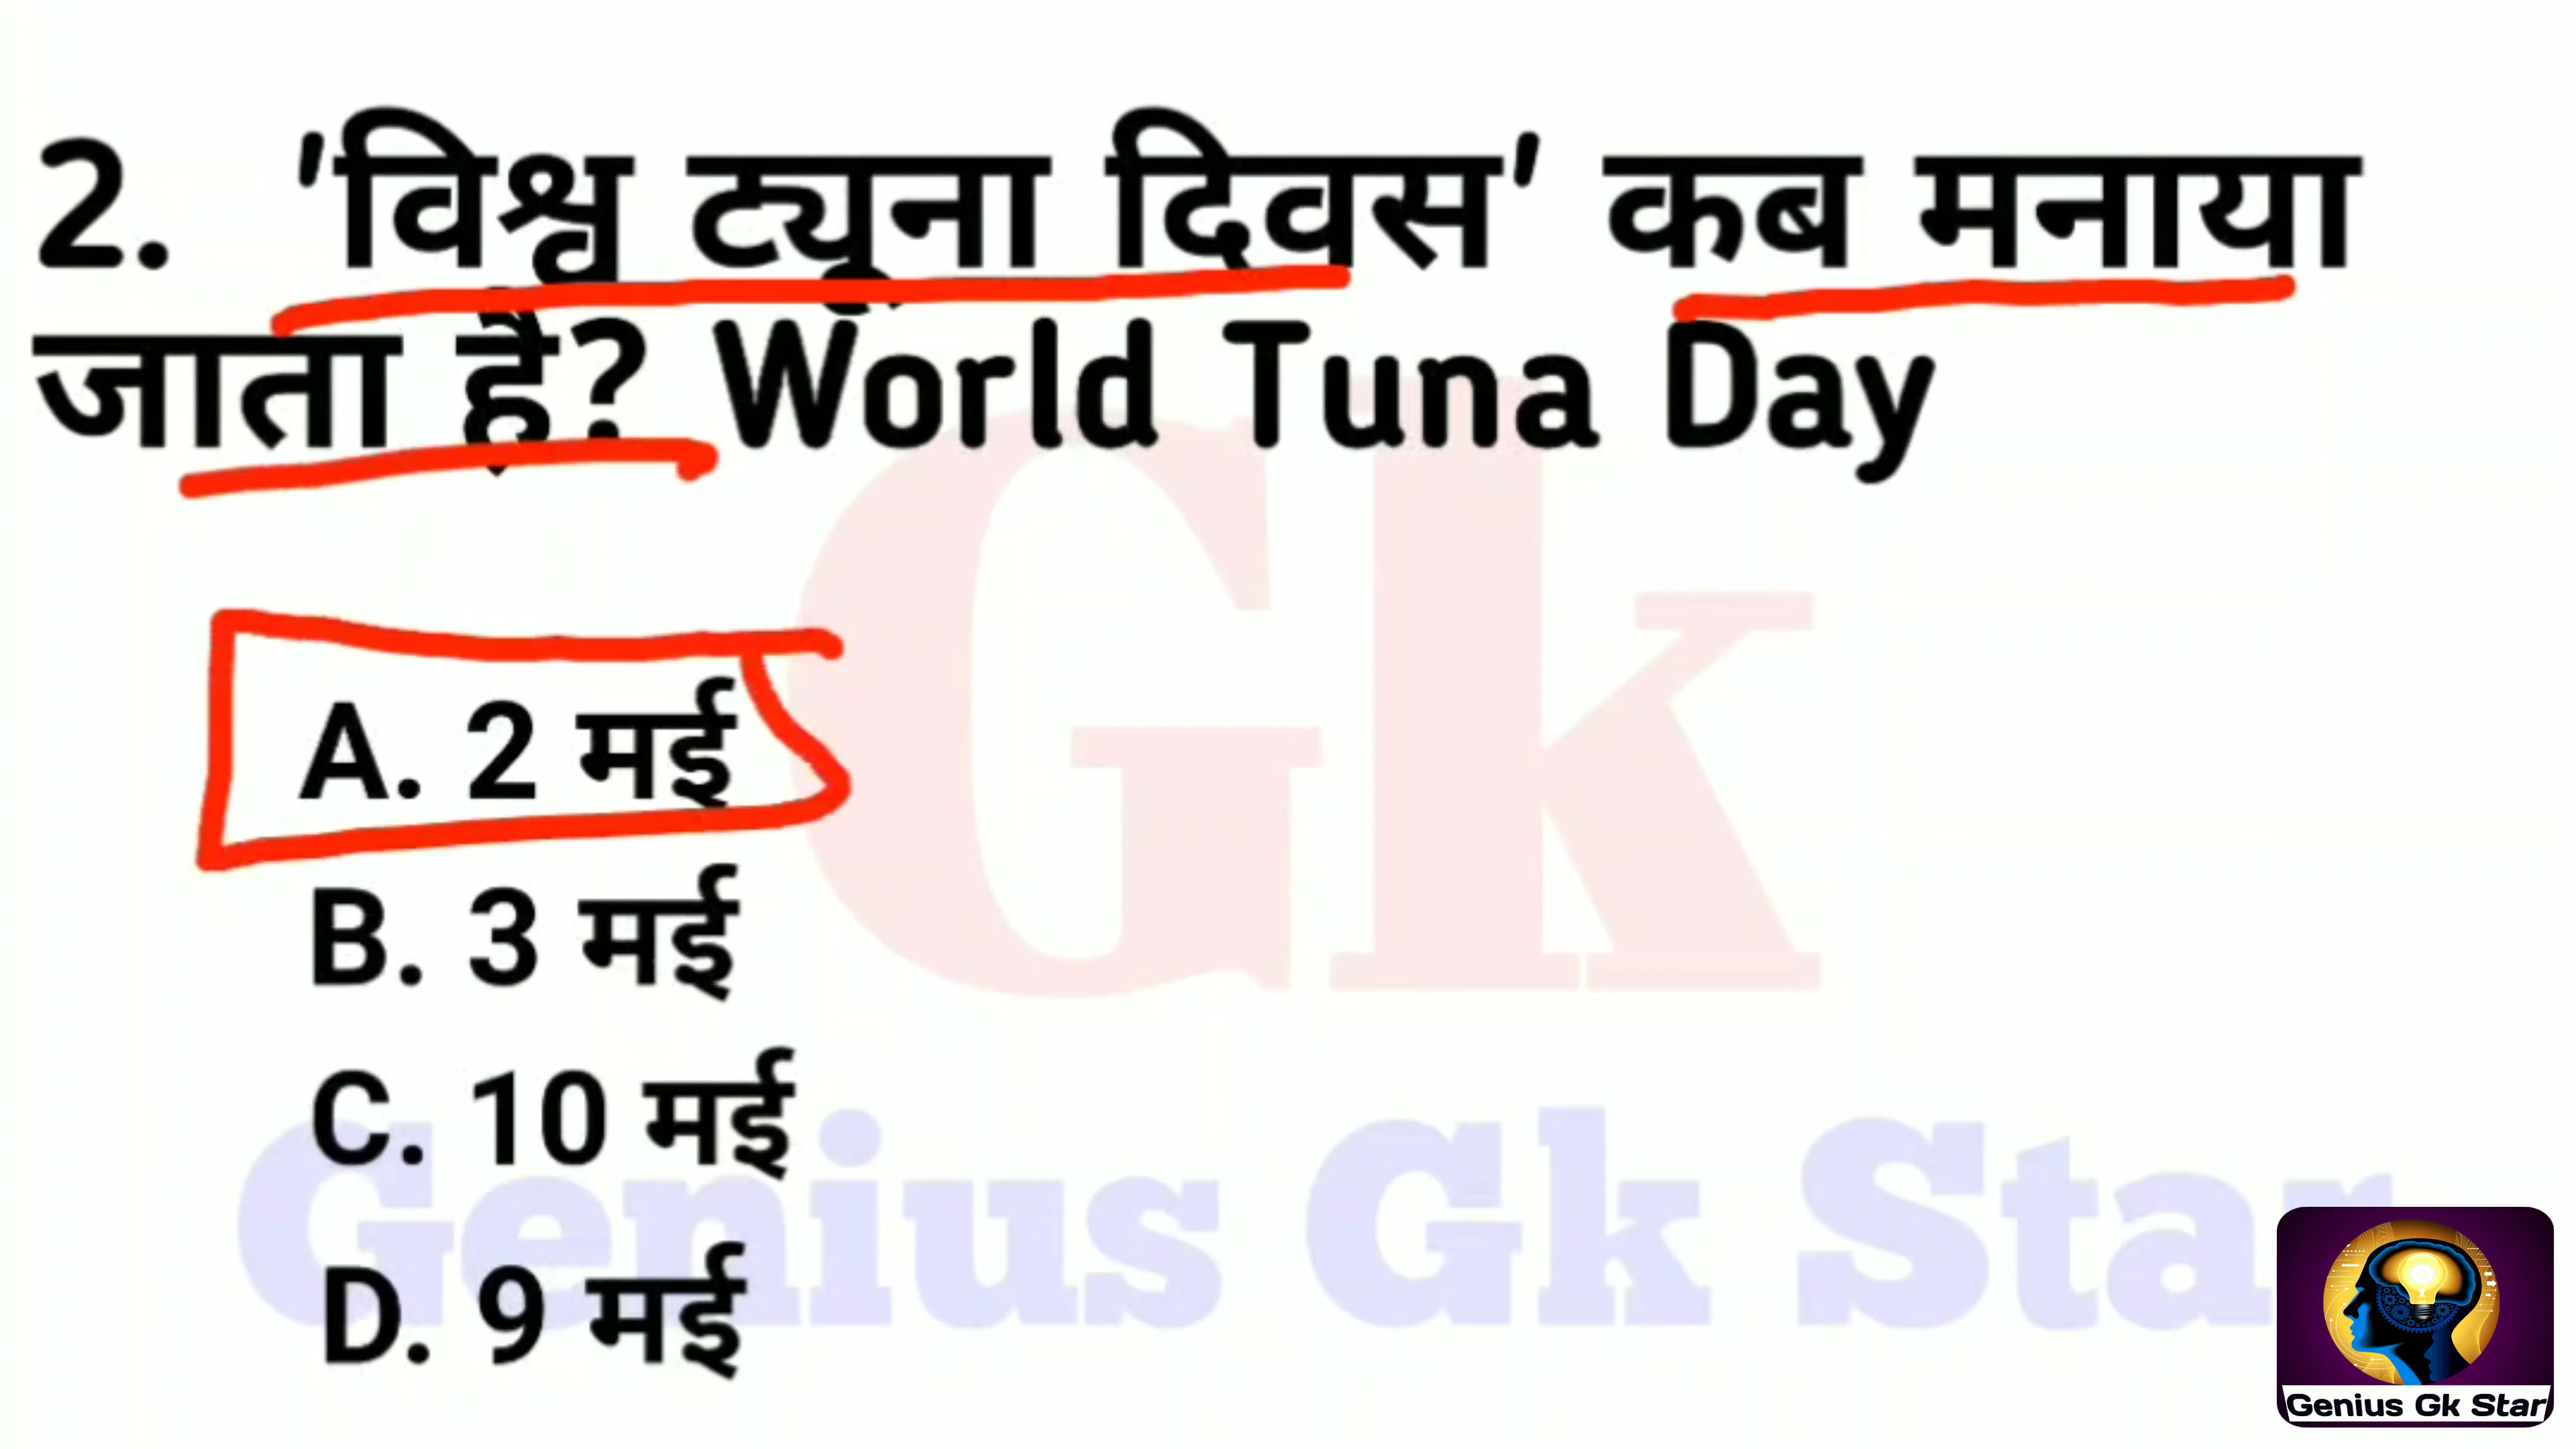 2. 'विश्व ट्यूना दिवस' कब मनाया
जाता है? World Tuna Day
A. 2 मई
B. 3 मई
C. 10 मई
D. 9 मई
Gk
Genius Gk Star
Genius Gk Star